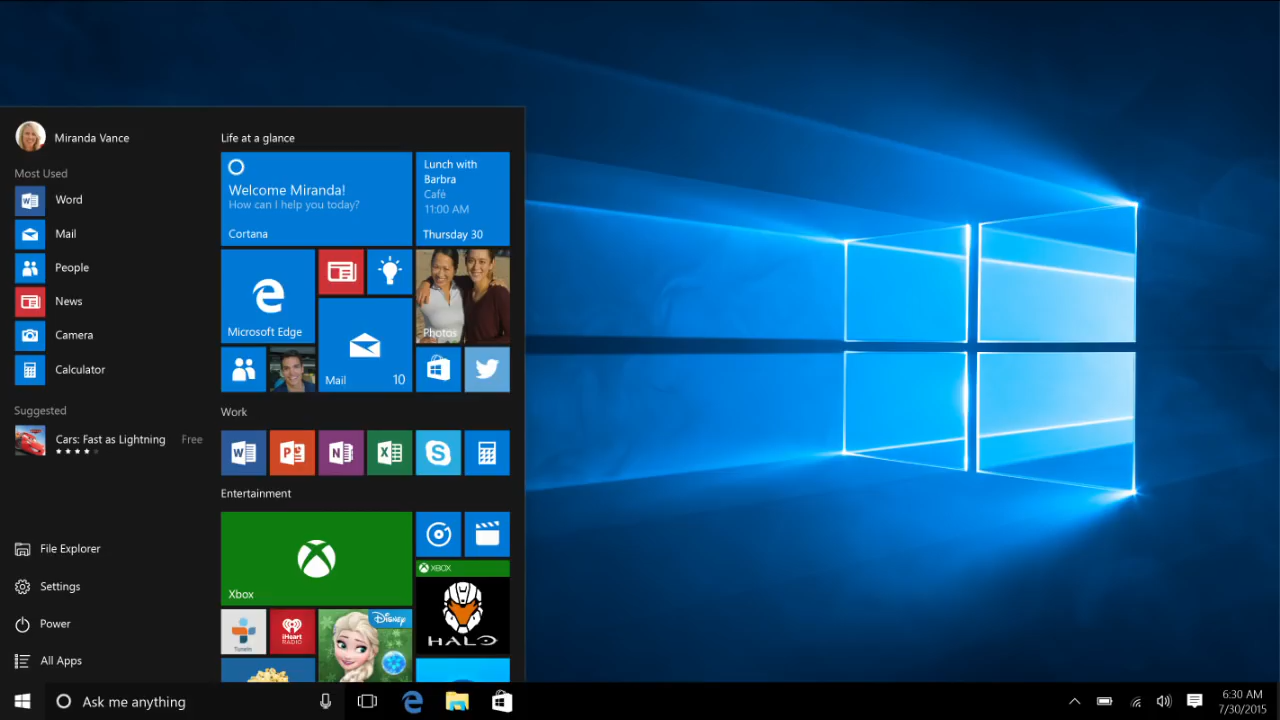 Miranda Vance
Most Used
Word
Mail
People
News
Camera
Calculator
Suggested
Cars: Fast as Lightning Free
File Explorer
Settings
Power
All Apps
Life at a glance
Welcome Miranda!
How can I help you today?
Cortana
Lunch with
Barbra
Café
11:00 AM
Thursday 30
Microsoft Edge
Mail 10
Photos
Work
Entertainment
Xbox
XBOX
HALO
TuneIn
iHeart
RADIO
Disney
Ask me anything
6:30 AM
7/30/2015